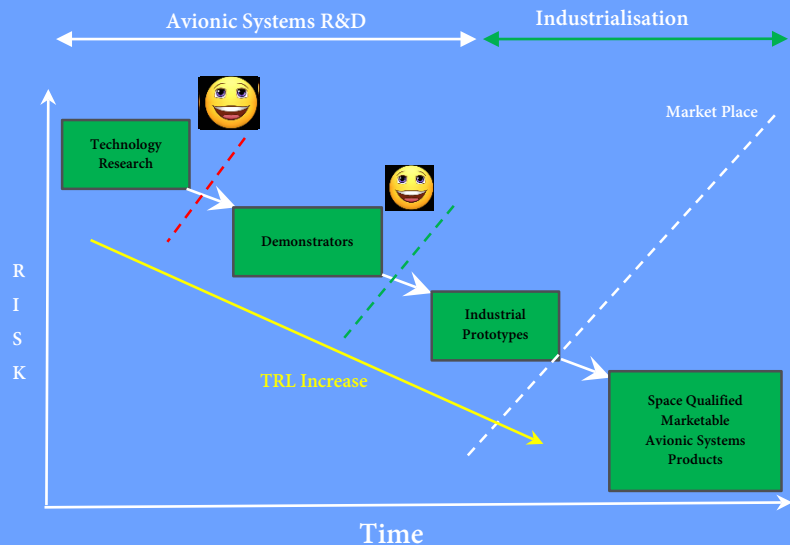 Avionic Systems R&D
Industrialisation
Market Place
Technology
Research
Demonstrators
R
I
S
K
Industrial
Prototypes
TRL Increase
Space Qualified
Marketable
Avionic Systems
Products
Time